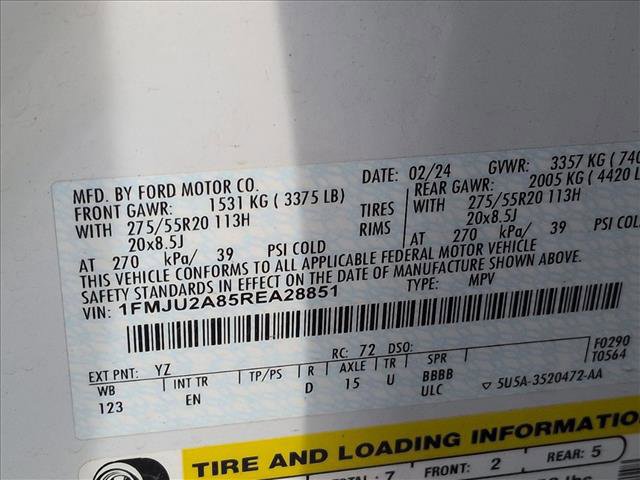 MFD. BY FORD MOTOR CO. DATE: 02/24 GVWR: 3357 KG ( 740
FRONT GAWR: 1531 KG ( 3375 LB) REAR GAWR: 2005 KG ( 4420 L
WITH 275/55R20 113H TIRES WITH 275/55R20 113H
20x8.5J RIMS 20x8.5J
AT 270 kPa/ 39 PSI COLD AT 270 kPa/ 39 PSI COL
THIS VEHICLE CONFORMS TO ALL APPLICABLE FEDERAL MOTOR VEHICLE
SAFETY STANDARDS IN EFFECT ON THE DATE OF MANUFACTURE SHOWN ABOVE.
VIN: 1FMJU2A85REA28851 TYPE: MPV
F0290
T0564
EXT PNT: YZ RC: 72 DSO:
WB INT TR TP/PS R AXLE TR SPR
123 EN D 15 U BBBB
ULC ▽ 5U5A-3520472-AA
TIRE AND LOADING INFORMATIO
TOTAL : 7 FRONT: 2 REAR: 5